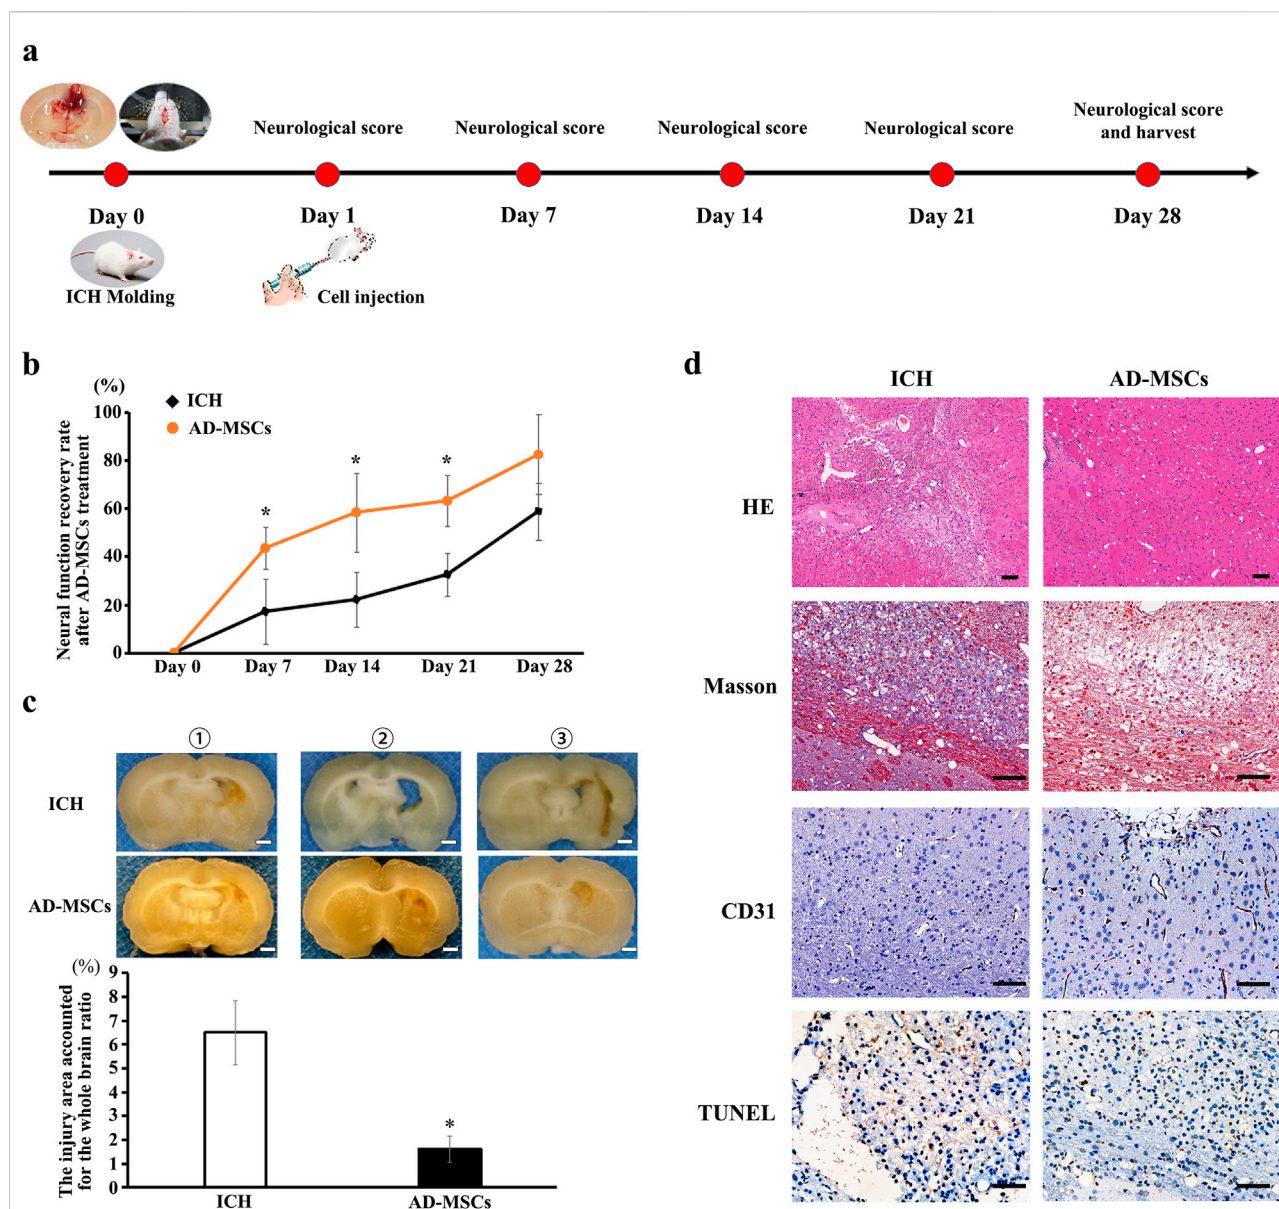 a
Neurological score
Neurological score
Neurological score
Neurological score
Neurological score
and harvest
Day 0
Day 1
Day 7
Day 14
Day 21
Day 28
ICH Molding
Cell injection
b
(%)
ICH
AD-MSCs
Neural function recovery rate
after AD-MSCs treatment
100
80
60
40
20
0
* * *
Day 0 Day 7 Day 14 Day 21 Day 28
c
① ② ③
ICH
AD-MSCs
(%)
The injury area accounted
for the whole brain ratio
9
8
7
6
5
4
3
2
1
0
*
ICH AD-MSCs
d
ICH AD-MSCs
HE
Masson
CD31
TUNEL